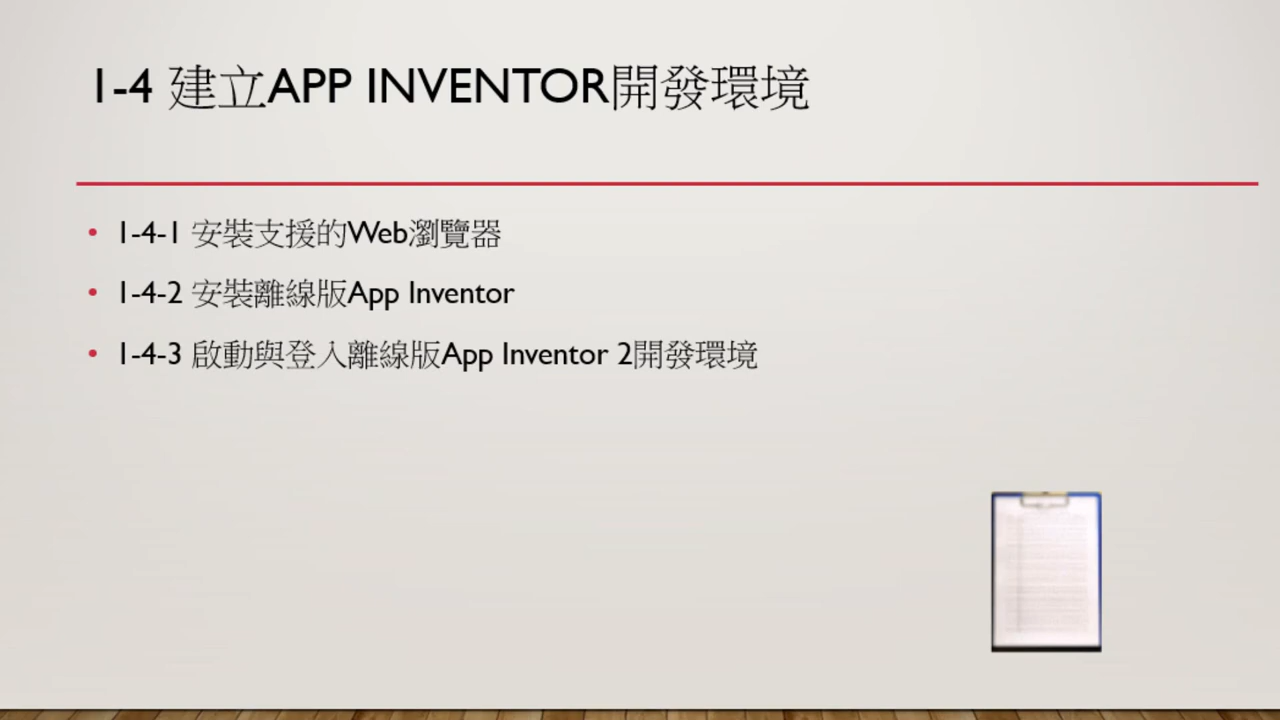 1-4 建立APP INVENTOR開發環境
• 1-4-1 安裝支援的Web瀏覽器
• 1-4-2 安裝離線版App Inventor
• 1-4-3 啟動與登入離線版App Inventor 2開發環境